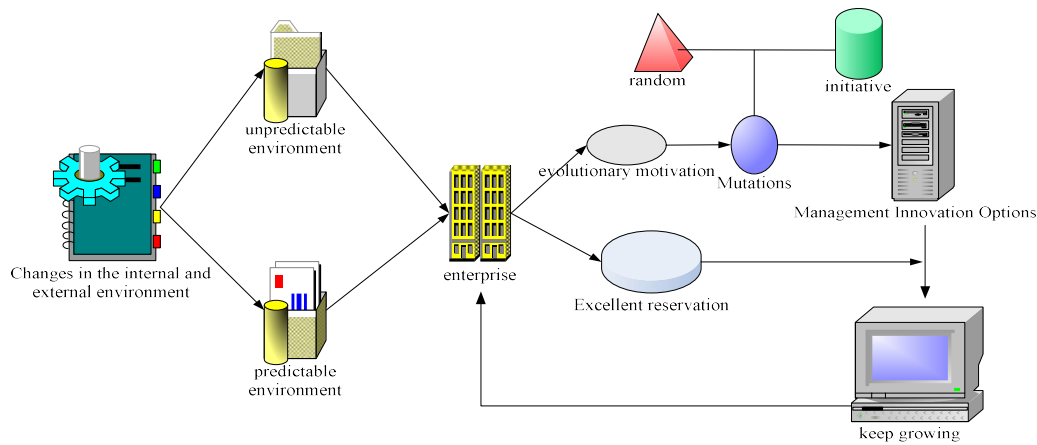 random
initiative
unpredictable
environment
evolutionary motivation
Mutations
Management Innovation Options
Changes in the internal and
external environment
enterprise
Excellent reservation
predictable
environment
keep growing